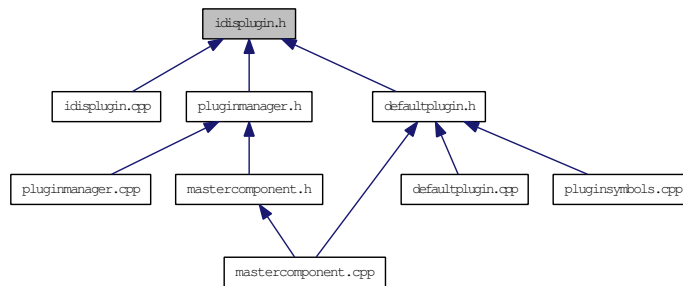 idisplugin.h
idisplugin.cpp
pluginmanager.h
defaultplugin.h
pluginmanager.cpp
mastercomponent.h
defaultplugin.cpp
pluginsymbols.cpp
mastercomponent.cpp